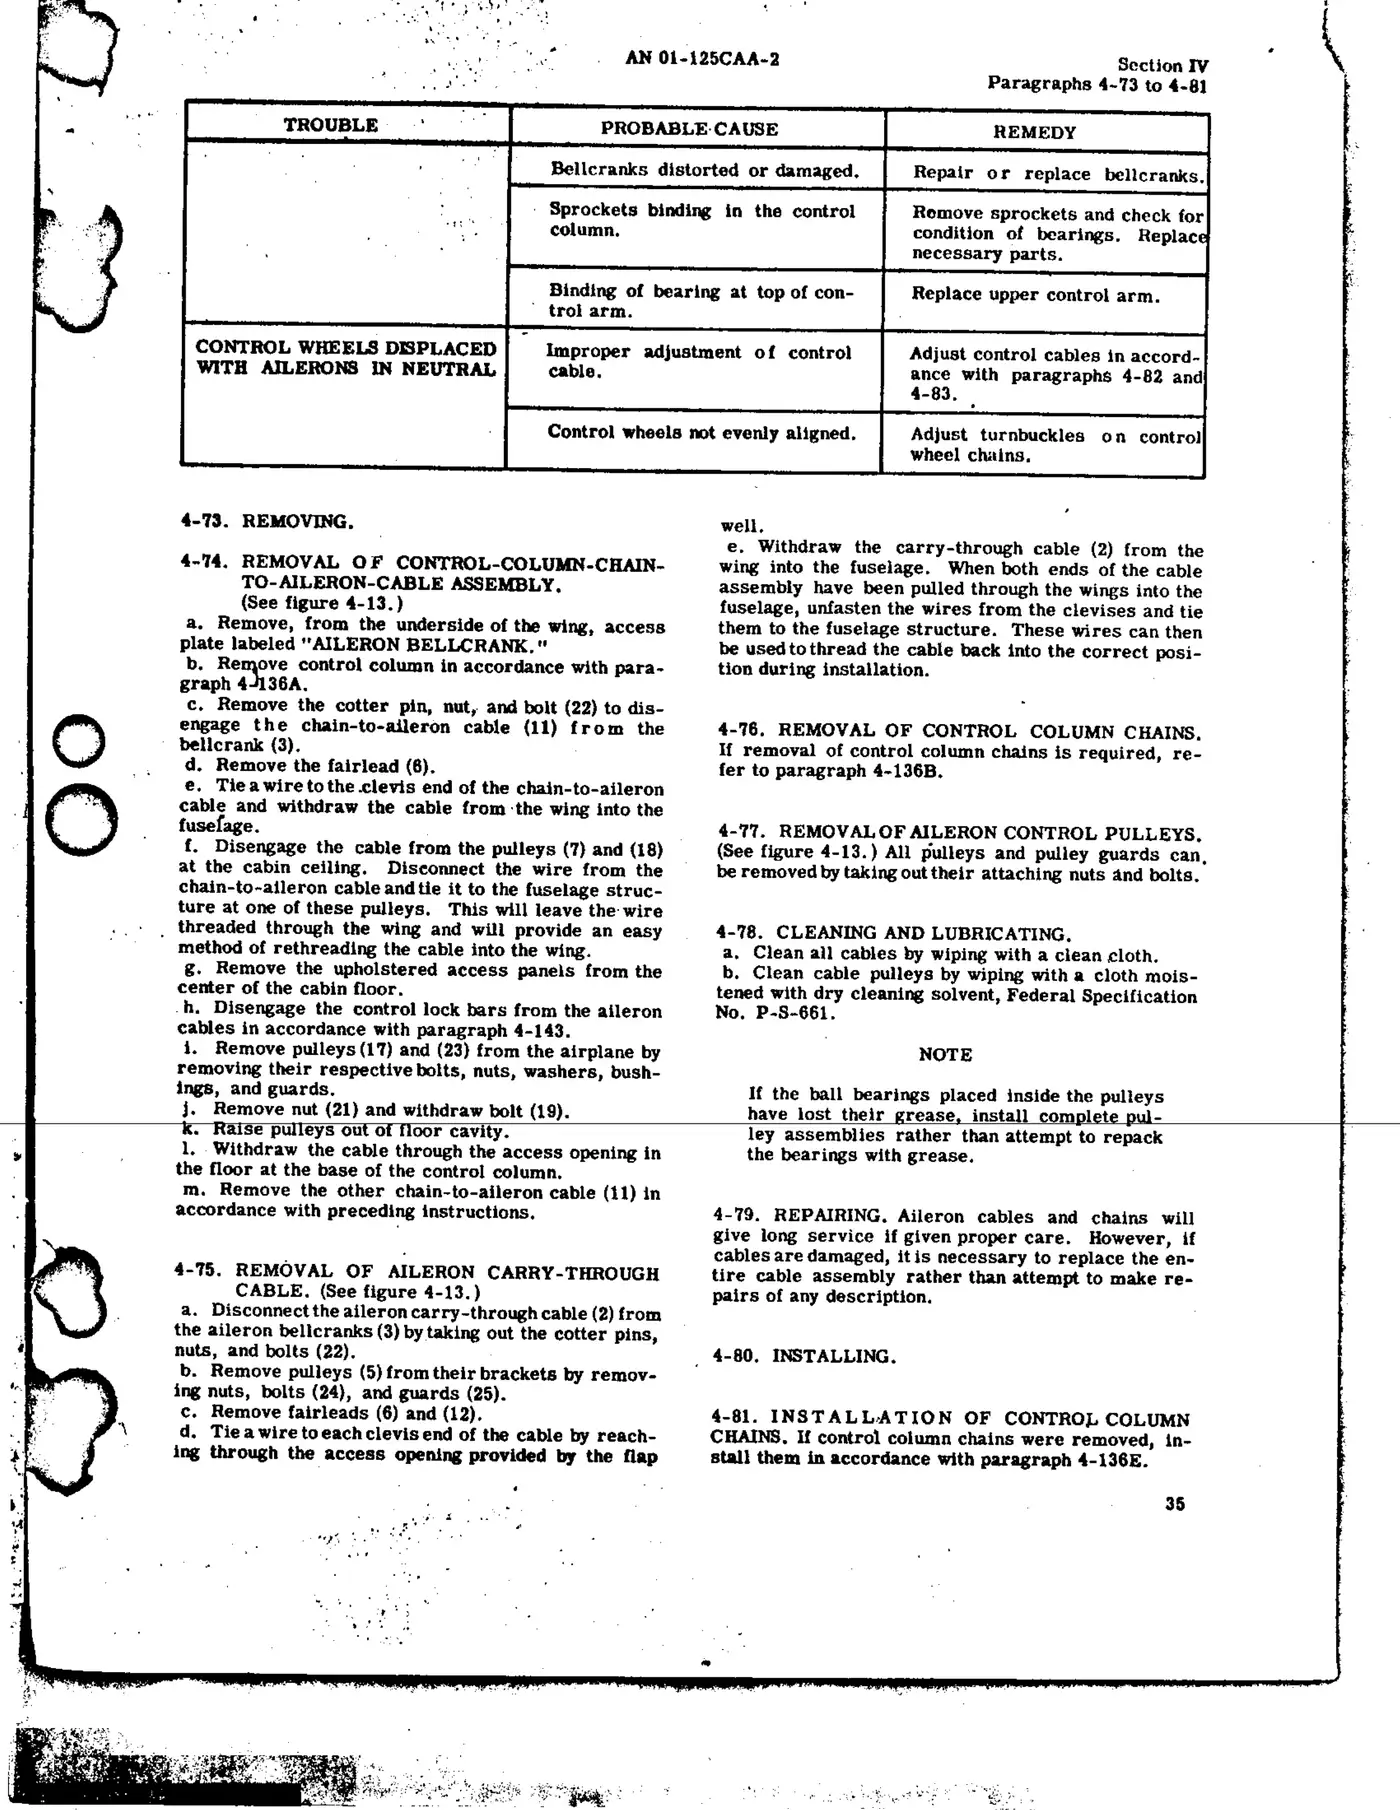 AN 01-125CAA-2
Section IV
Paragraphs 4-73 to 4-81
TROUBLE
PROBABLE CAUSE
REMEDY
Bellcranks distorted or damaged.
Repair or replace bellcranks.
Sprockets binding in the control
column.
Remove sprockets and check for
condition of bearings. Replace
necessary parts.
Binding of bearing at top of con-
trol arm.
Replace upper control arm.
CONTROL WHEELS DISPLACED
WITH AILERONS IN NEUTRAL
Improper adjustment of control
cable.
Adjust control cables in accord-
ance with paragraphs 4-82 and
4-83.
Control wheels not evenly aligned.
Adjust turnbuckles on control
wheel chains.
4-73. REMOVING.
4-74. REMOVAL OF CONTROL-COLUMN-CHAIN-
TO-AILERON-CABLE ASSEMBLY.
(See figure 4-13.)
a. Remove, from the underside of the wing, access
plate labeled "AILERON BELLCRANK."
b. Remove control column in accordance with para-
graph 4-136A.
c. Remove the cotter pin, nut, and bolt (22) to dis-
engage the chain-to-aileron cable (11) from the
bellcrank (3).
d. Remove the fairlead (6).
e. Tie a wire to the clevis end of the chain-to-aileron
cable and withdraw the cable from the wing into the
fuselage.
f. Disengage the cable from the pulleys (7) and (18)
at the cabin ceiling. Disconnect the wire from the
chain-to-aileron cable and tie it to the fuselage struc-
ture at one of these pulleys. This will leave the wire
threaded through the wing and will provide an easy
method of rethreading the cable into the wing.
g. Remove the upholstered access panels from the
center of the cabin floor.
h. Disengage the control lock bars from the aileron
cables in accordance with paragraph 4-143.
i. Remove pulleys (17) and (23) from the airplane by
removing their respective bolts, nuts, washers, bush-
ings, and guards.
j. Remove nut (21) and withdraw bolt (19).
k. Raise pulleys out of floor cavity.
l. Withdraw the cable through the access opening in
the floor at the base of the control column.
m. Remove the other chain-to-aileron cable (11) in
accordance with preceding instructions.
4-75. REMOVAL OF AILERON CARRY-THROUGH
CABLE. (See figure 4-13.)
a. Disconnect the aileron carry-through cable (2) from
the aileron bellcranks (3) by taking out the cotter pins,
nuts, and bolts (22).
b. Remove pulleys (5) from their brackets by remov-
ing nuts, bolts (24), and guards (25).
c. Remove fairleads (6) and (12).
d. Tie a wire to each clevis end of the cable by reach-
ing through the access opening provided by the flap
well.
e. Withdraw the carry-through cable (2) from the
wing into the fuselage. When both ends of the cable
assembly have been pulled through the wings into the
fuselage, unfasten the wires from the clevises and tie
them to the fuselage structure. These wires can then
be used to thread the cable back into the correct posi-
tion during installation.
4-76. REMOVAL OF CONTROL COLUMN CHAINS.
If removal of control column chains is required, re-
fer to paragraph 4-136B.
4-77. REMOVAL OF AILERON CONTROL PULLEYS.
(See figure 4-13.) All pulleys and pulley guards can
be removed by taking out their attaching nuts and bolts.
4-78. CLEANING AND LUBRICATING.
a. Clean all cables by wiping with a clean cloth.
b. Clean cable pulleys by wiping with a cloth mois-
tened with dry cleaning solvent, Federal Specification
No. P-S-661.
NOTE
If the ball bearings placed inside the pulleys
have lost their grease, install complete pul-
ley assemblies rather than attempt to repack
the bearings with grease.
4-79. REPAIRING. Aileron cables and chains will
give long service if given proper care. However, if
cables are damaged, it is necessary to replace the en-
tire cable assembly rather than attempt to make re-
pairs of any description.
4-80. INSTALLING.
4-81. INSTALLATION OF CONTROL COLUMN
CHAINS. If control column chains were removed, in-
stall them in accordance with paragraph 4-136E.
35